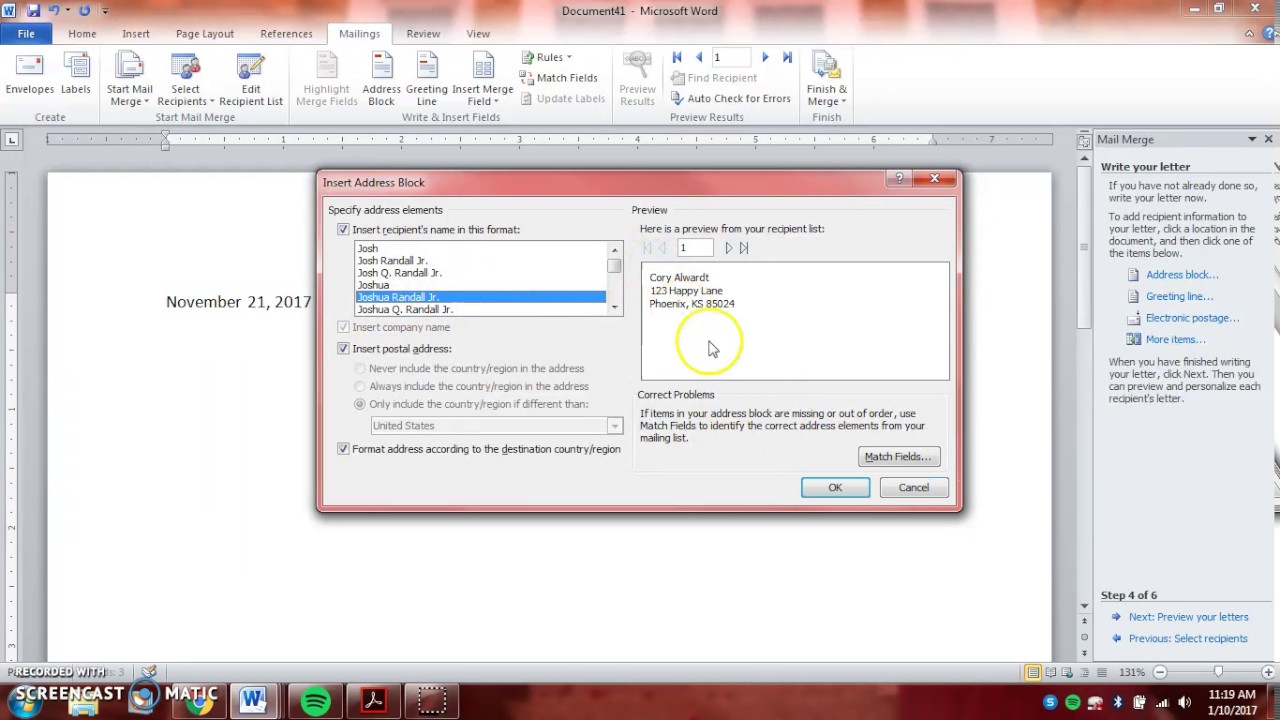 Document41 - Microsoft Word
File Home Insert Page Layout References Mailings Review View
Envelopes Labels
Start Mail Merge Select Recipients Edit Recipient List
Highlight Merge Fields Address Block Greeting Line Insert Merge Field
Rules
Match Fields
Update Labels
Preview Results
1
Find Recipient
Auto Check for Errors
Finish & Merge
Create Start Mail Merge Write & Insert Fields Preview Results Finish
1 2 3 4 5 6 7
November 21, 2017
Insert Address Block
Specify address elements
Insert recipient's name in this format:
Josh
Josh Randall Jr.
Josh Q. Randall Jr.
Joshua
Joshua Randall Jr.
Joshua Q. Randall Jr.
Insert company name
Insert postal address:
Never include the country/region in the address
Always include the country/region in the address
Only include the country/region if different than:
United States
Format address according to the destination country/region
Preview
Here is a preview from your recipient list:
1
Cory Alwardt
123 Happy Lane
Phoenix, KS 85024
Correct Problems
If items in your address block are missing or out of order, use
Match Fields to identify the correct address elements from your
mailing list.
Match Fields...
OK Cancel
Mail Merge
Write your letter
If you have not already done so,
write your letter now.
To add recipient information to
your letter, click a location in the
document, and then click one of
the items below.
Address block...
Greeting line...
Electronic postage...
More items...
When you have finished writing
your letter, click Next. Then you
can preview and personalize each
recipient's letter.
Step 4 of 6
Next: Preview your letters
Previous: Select recipients
1
2
3
131%
RECORDED WITH
SCREENCAST MATIC
11:19 AM
1/10/2017